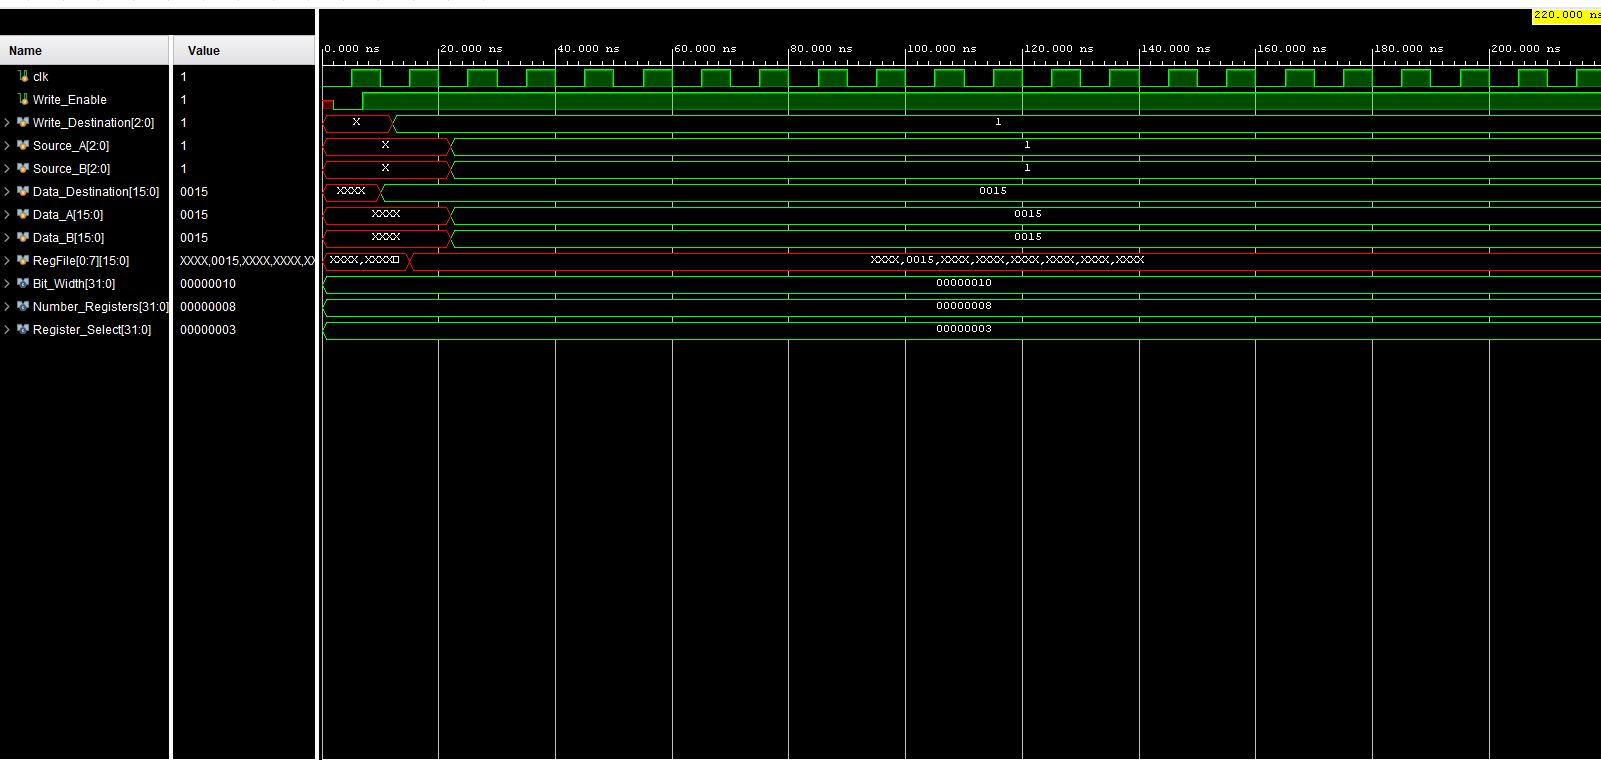 220.000 ns
Name Value 0.000 ns 20.000 ns 40.000 ns 60.000 ns 80.000 ns 100.000 ns 120.000 ns 140.000 ns 160.000 ns 180.000 ns 200.000 ns
clk 1
Write_Enable 1
Write_Destination[2:0] 1 X 1
Source_A[2:0] 1 X 1
Source_B[2:0] 1 X 1
Data_Destination[15:0] 0015 XXXX 0015
Data_A[15:0] 0015 XXXX 0015
Data_B[15:0] 0015 XXXX 0015
RegFile[0:7][15:0] XXXX,0015,XXXX,XXXX,XX XXXX,XXXX XXXX,0015,XXXX,XXXX,XXXX,XXXX,XXXX,XXXX
Bit_Width[31:0] 00000010 00000010
Number_Registers[31:0] 00000008 00000008
Register_Select[31:0] 00000003 00000003